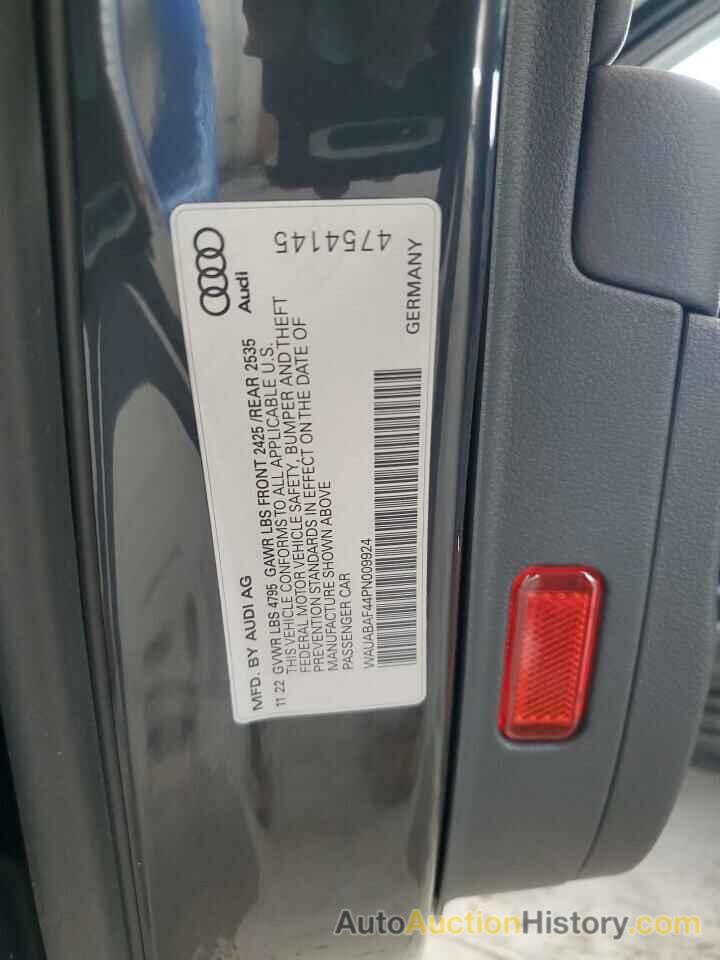 Audi
4754145
MFD. BY AUDI AG
GERMANY
11 22 GVWR LBS 4795 GAWR LBS FRONT 2425 /REAR 2535
THIS VEHICLE CONFORMS TO ALL APPLICABLE U.S.
FEDERAL MOTOR VEHICLE SAFETY, BUMPER AND THEFT
PREVENTION STANDARDS IN EFFECT ON THE DATE OF
MANUFACTURE SHOWN ABOVE
PASSENGER CAR
WAUABAF44PN009924
AutoAuctionHistory.com